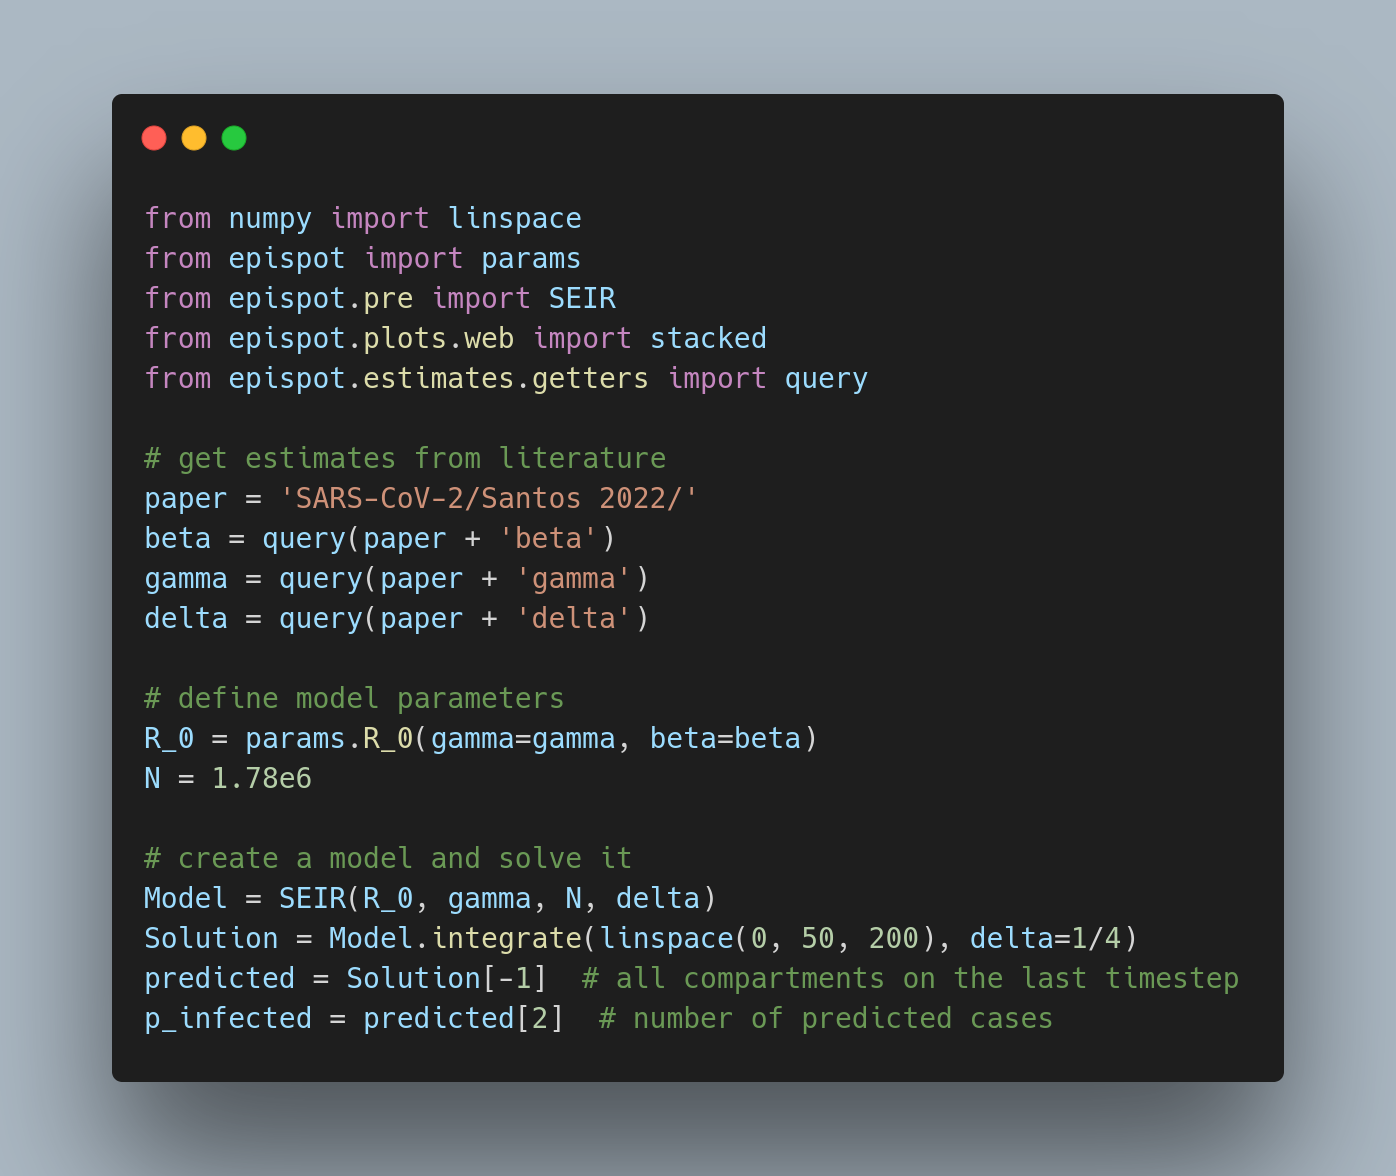 from numpy import linspace
from epispot import params
from epispot.pre import SEIR
from epispot.plots.web import stacked
from epispot.estimates.getters import query

# get estimates from literature
paper = 'SARS-CoV-2/Santos 2022/'
beta = query(paper + 'beta')
gamma = query(paper + 'gamma')
delta = query(paper + 'delta')

# define model parameters
R_0 = params.R_0(gamma=gamma, beta=beta)
N = 1.78e6

# create a model and solve it
Model = SEIR(R_0, gamma, N, delta)
Solution = Model.integrate(linspace(0, 50, 200), delta=1/4)
predicted = Solution[-1]  # all compartments on the last timestep
p_infected = predicted[2]  # number of predicted cases